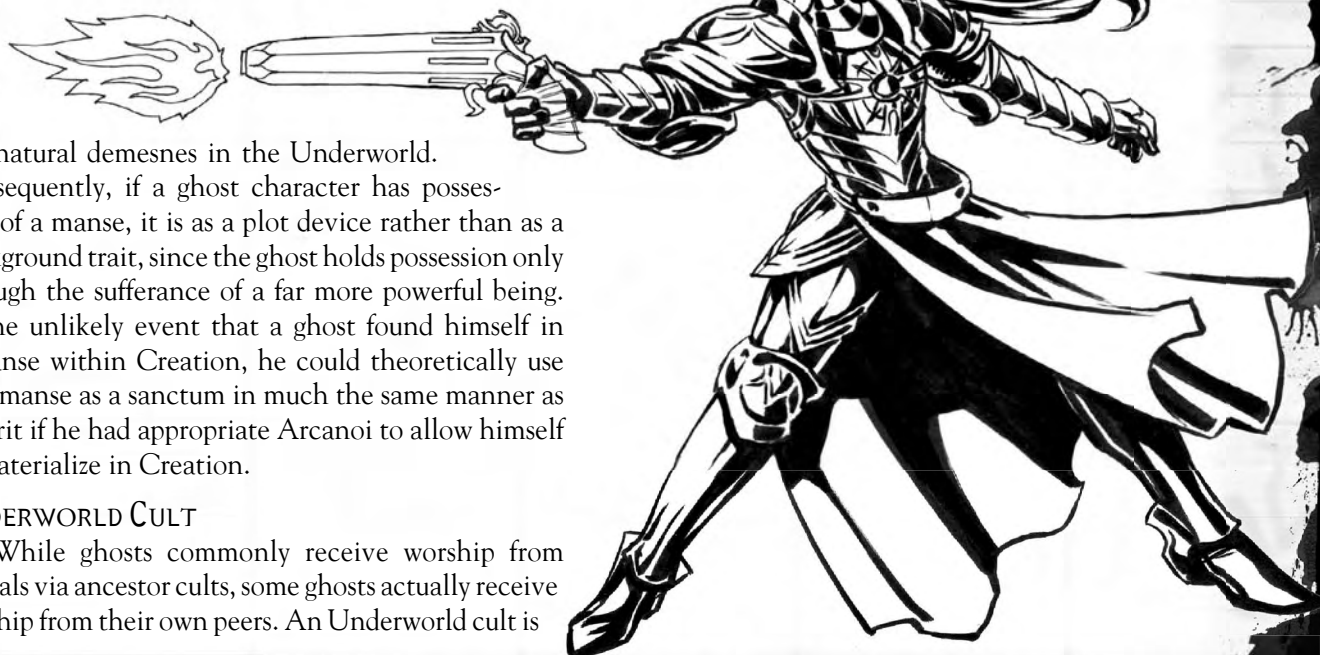 natural demesnes in the Underworld.
sequently, if a ghost character has posses-
of a manse, it is as a plot device rather than as a
ground trait, since the ghost holds possession only
ugh the sufferance of a far more powerful being.
ne unlikely event that a ghost found himself in
nse within Creation, he could theoretically use
manse as a sanctum in much the same manner as
rit if he had appropriate Arcanoi to allow himself
aterialize in Creation.
DERWORLD CULT
While ghosts commonly receive worship from
als via ancestor cults, some ghosts actually receive
hip from their own peers. An Underworld cult is